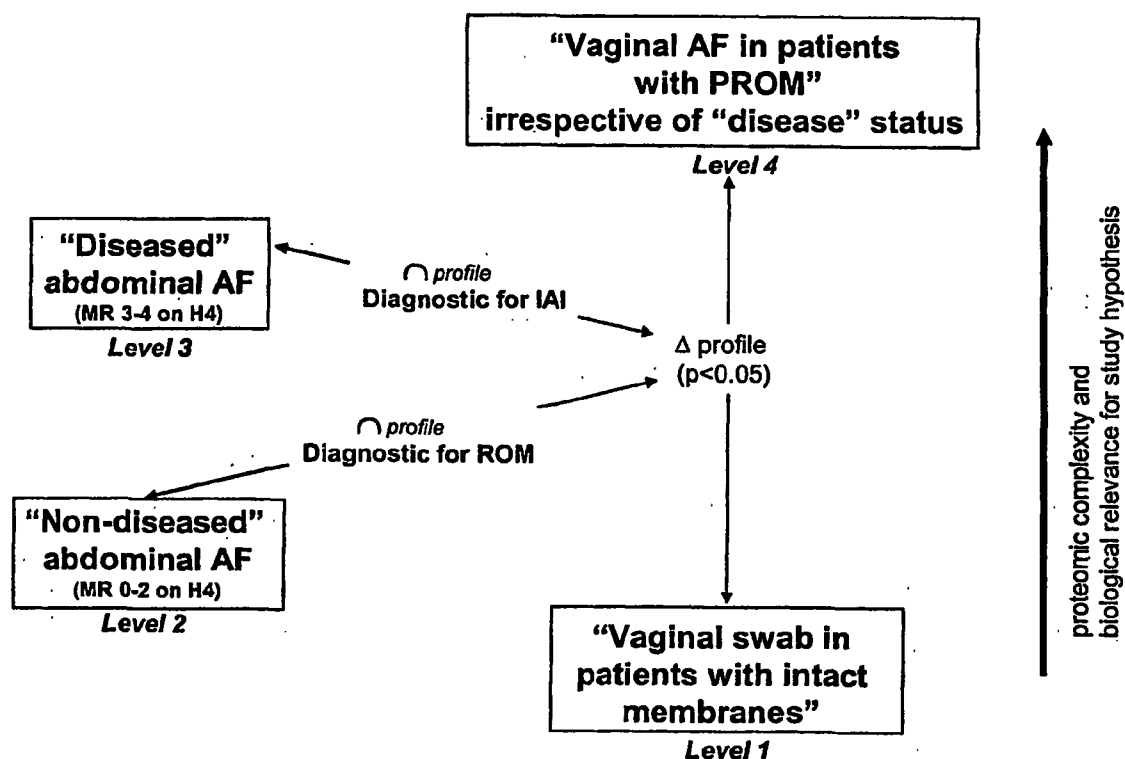 “Vaginal AF in patients
with PROM”
irrespective of “disease” status
Level 4
“Diseased”
abdominal AF
(MR 3-4 on H4)
Level 3
∩ profile
Diagnostic for IAI
Δ profile
(p<0.05)
∩ profile
Diagnostic for ROM
“Non-diseased”
abdominal AF
(MR 0-2 on H4)
Level 2
“Vaginal swab in
patients with intact
membranes”
Level 1
proteomic complexity and
biological relevance for study hypothesis